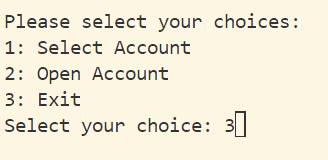 Please select your choices:
1: Select Account
2: Open Account
3: Exit
Select your choice: 3